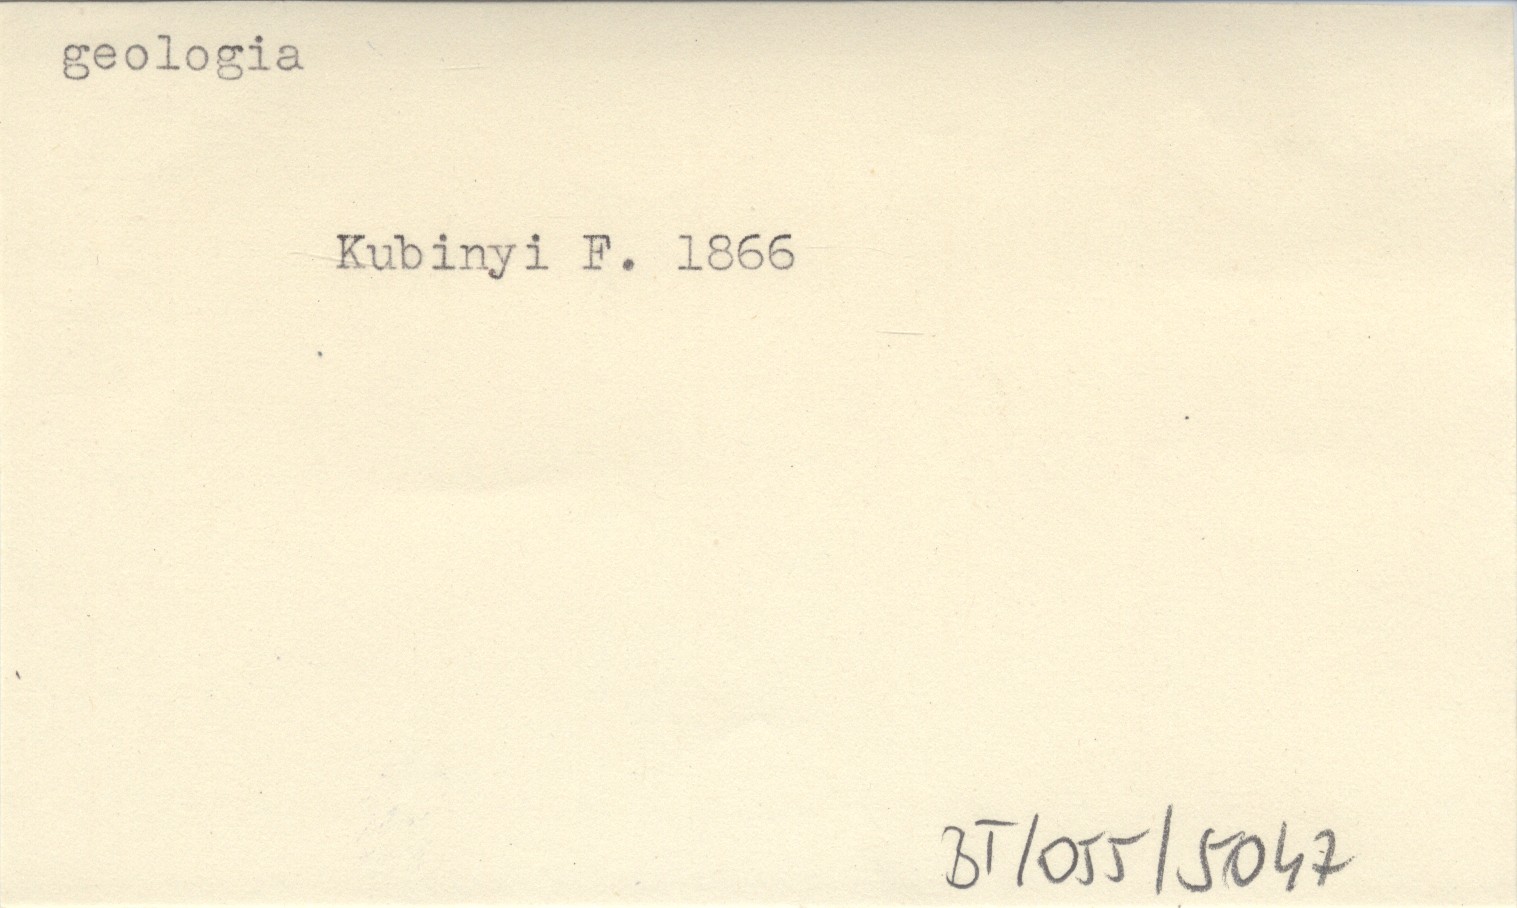 geologia
Kubinyi F. 1866
BT/055/5047